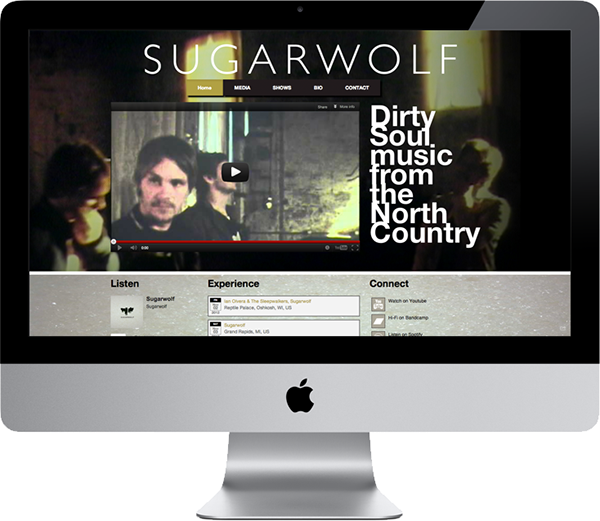 SUGARWOLF
Home MEDIA SHOWS BIO CONTACT
Share More info
Dirty
Soul
music
from
the
North
Country
0:00
YouTube
Listen
Sugarwolf
Sugarwolf
Experience
Ian Olvera & The Sleepwalkers, Sugarwolf
Reptile Palace, Oshkosh, WI, US
Sugarwolf
Grand Rapids, MI, US
Connect
Watch on Youtube
Hi-Fi on Bandcamp
Listen on Spotify